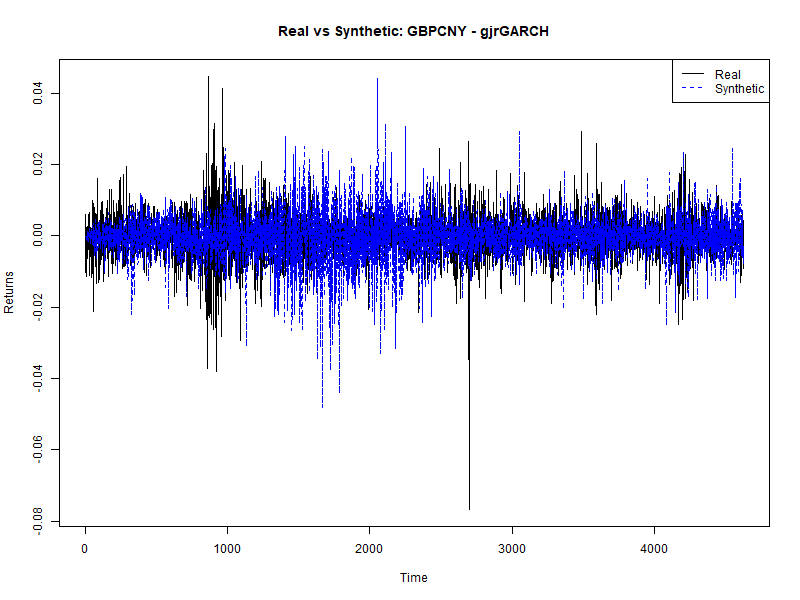 Real vs Synthetic: GBPCNY - gjrGARCH
Real
Synthetic
0.04
0.02
0.00
-0.02
-0.04
-0.06
-0.08
Returns
0
1000
2000
3000
4000
Time